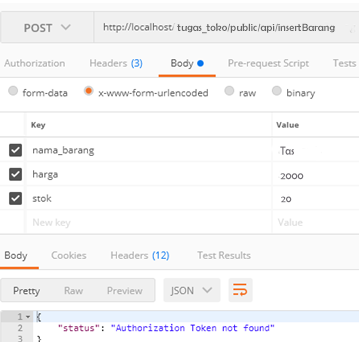 POST http://localhost/ tugas_toko/public/api/insertBarang
Authorization Headers (3) Body Pre-request Script Tests
form-data x-www-form-urlencoded raw binary
Key Value
nama_barang Tas
harga 2000
stok 20
New key Value
Body Cookies Headers (12) Test Results
Pretty Raw Preview JSON
1 {
2 "status": "Authorization Token not found"
3 }